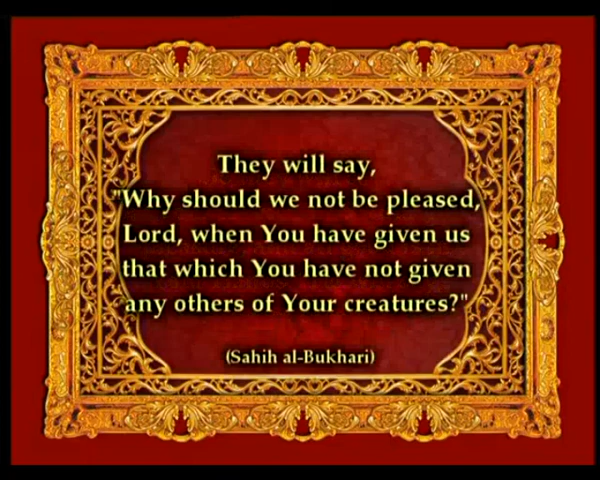 They will say,
"Why should we not be pleased,
Lord, when You have given us
that which You have not given
any others of Your creatures?"
(Sahih al-Bukhari)